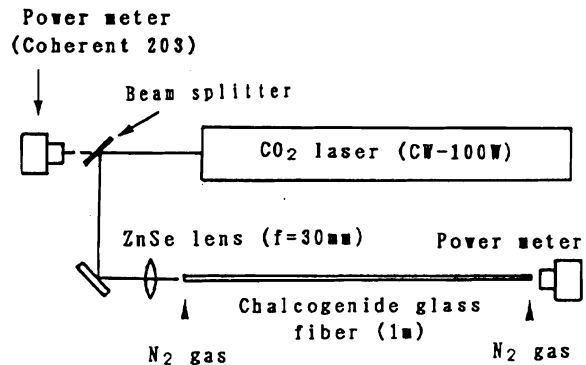 Power meter
(Coherent 203)
Beam splitter
CO₂ laser (CW-100W)
ZnSe lens (f=30mm)
Power meter
Chalcogenide glass
fiber (1m)
N₂ gas
N₂ gas